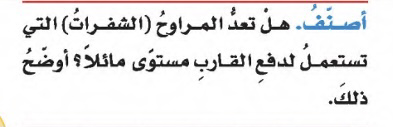 أصنّفُ. هلْ تعدُّ المراوحُ (الشفراتُ) التي
تستعملُ لدفعِ القاربِ مستوًى مائلاً؟ أوضّحُ
ذلكَ.